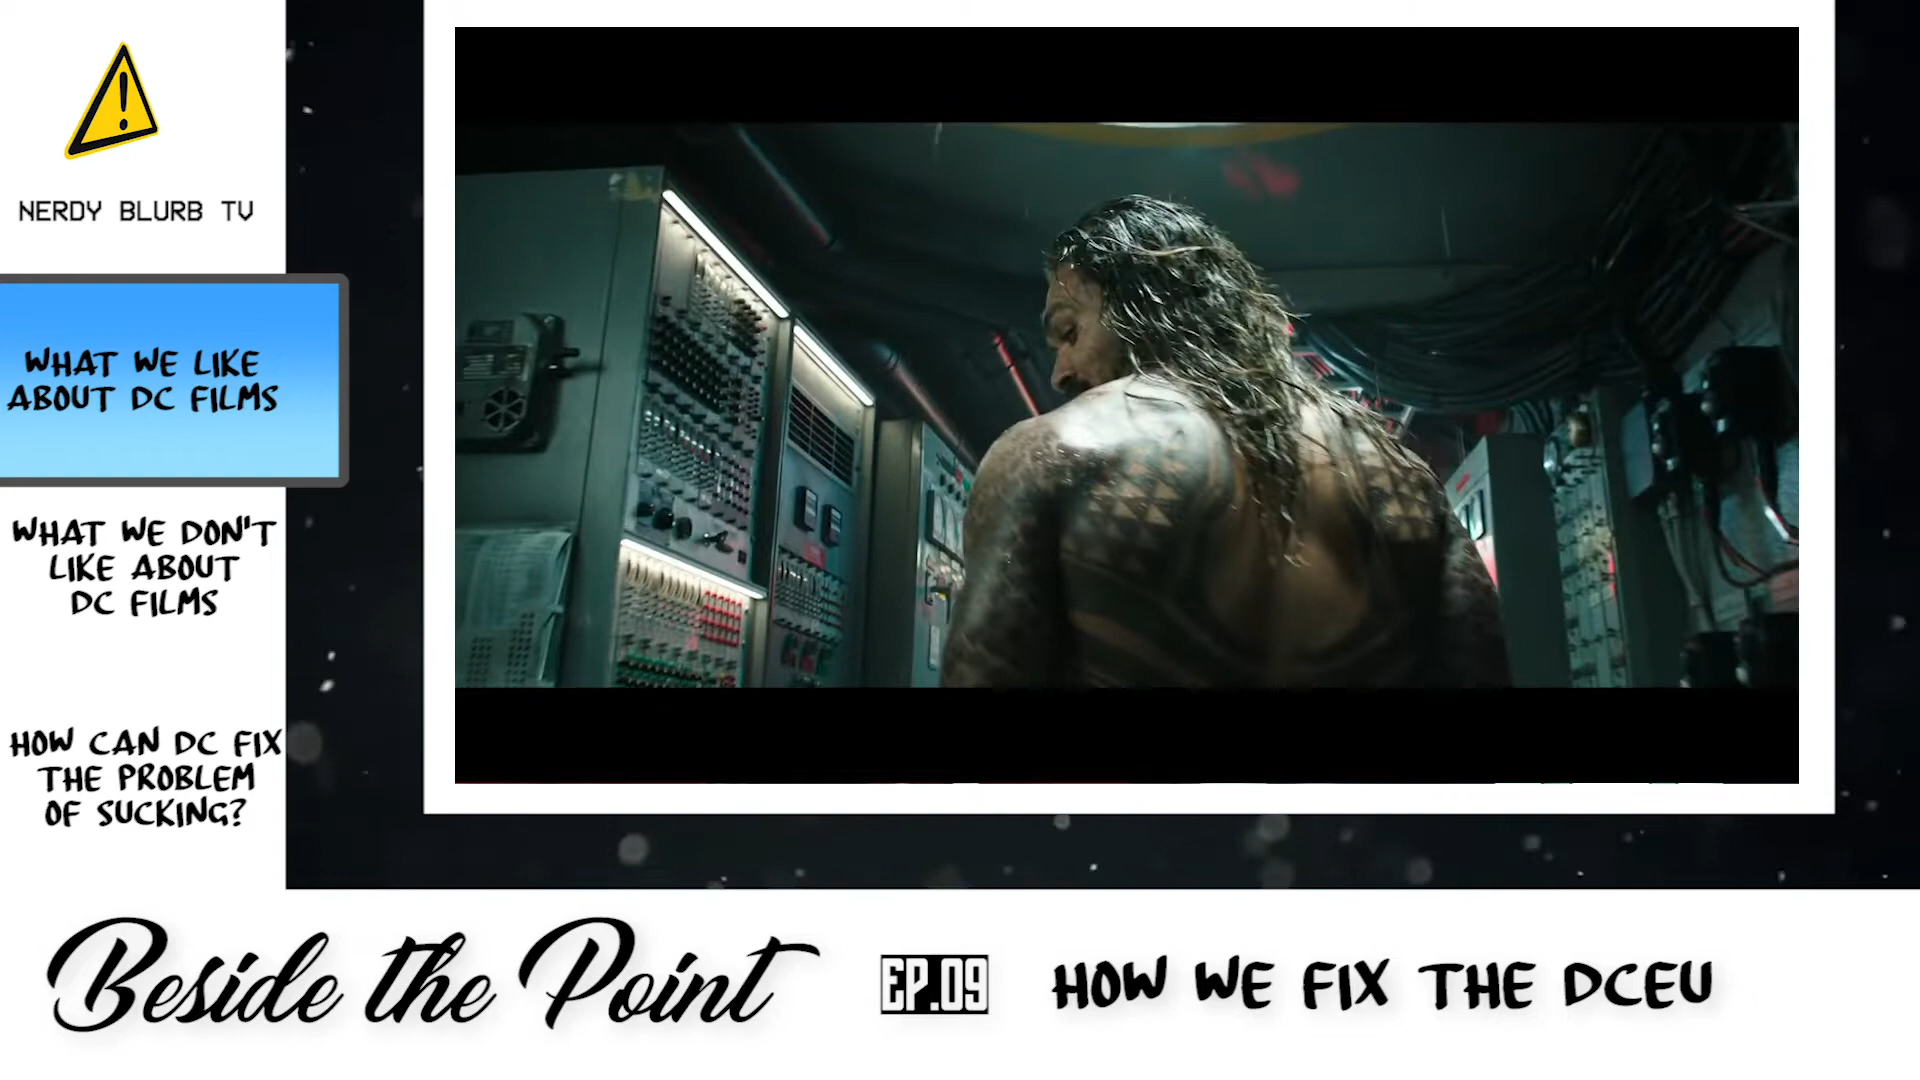 !
NERDY BLURB TV
WHAT WE LIKE
ABOUT DC FILMS
WHAT WE DON'T
LIKE ABOUT
DC FILMS
HOW CAN DC FIX
THE PROBLEM
OF SUCKING?
Beside the Point
EP.09
HOW WE FIX THE DCEU